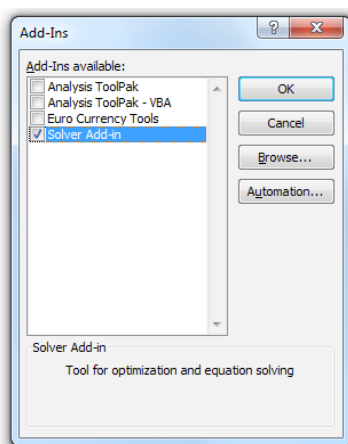 Add-Ins
Add-Ins available:
Analysis ToolPak
Analysis ToolPak - VBA
Euro Currency Tools
Solver Add-in
OK
Cancel
Browse...
Automation...
Solver Add-in
Tool for optimization and equation solving